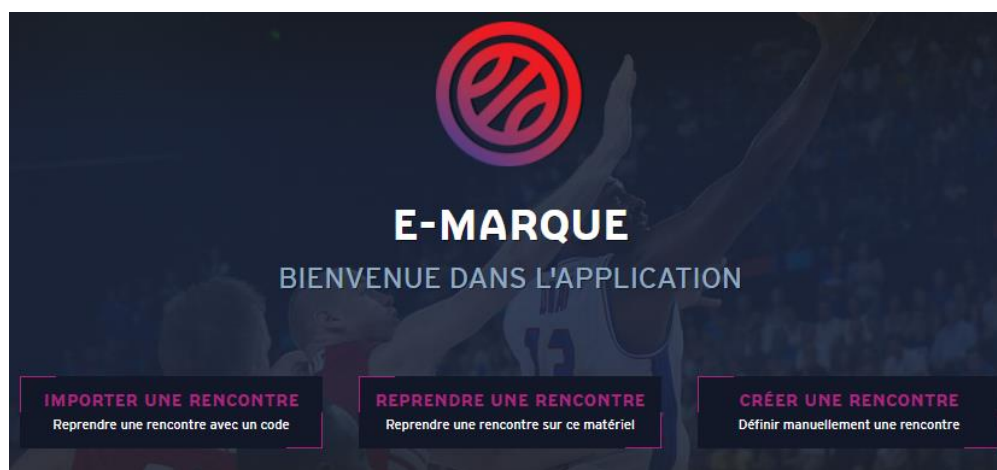 E-MARQUE
BIENVENUE DANS L'APPLICATION
IMPORTER UNE RENCONTRE
Reprendre une rencontre avec un code
REPRENDRE UNE RENCONTRE
Reprendre une rencontre sur ce matériel
CRÉER UNE RENCONTRE
Définir manuellement une rencontre